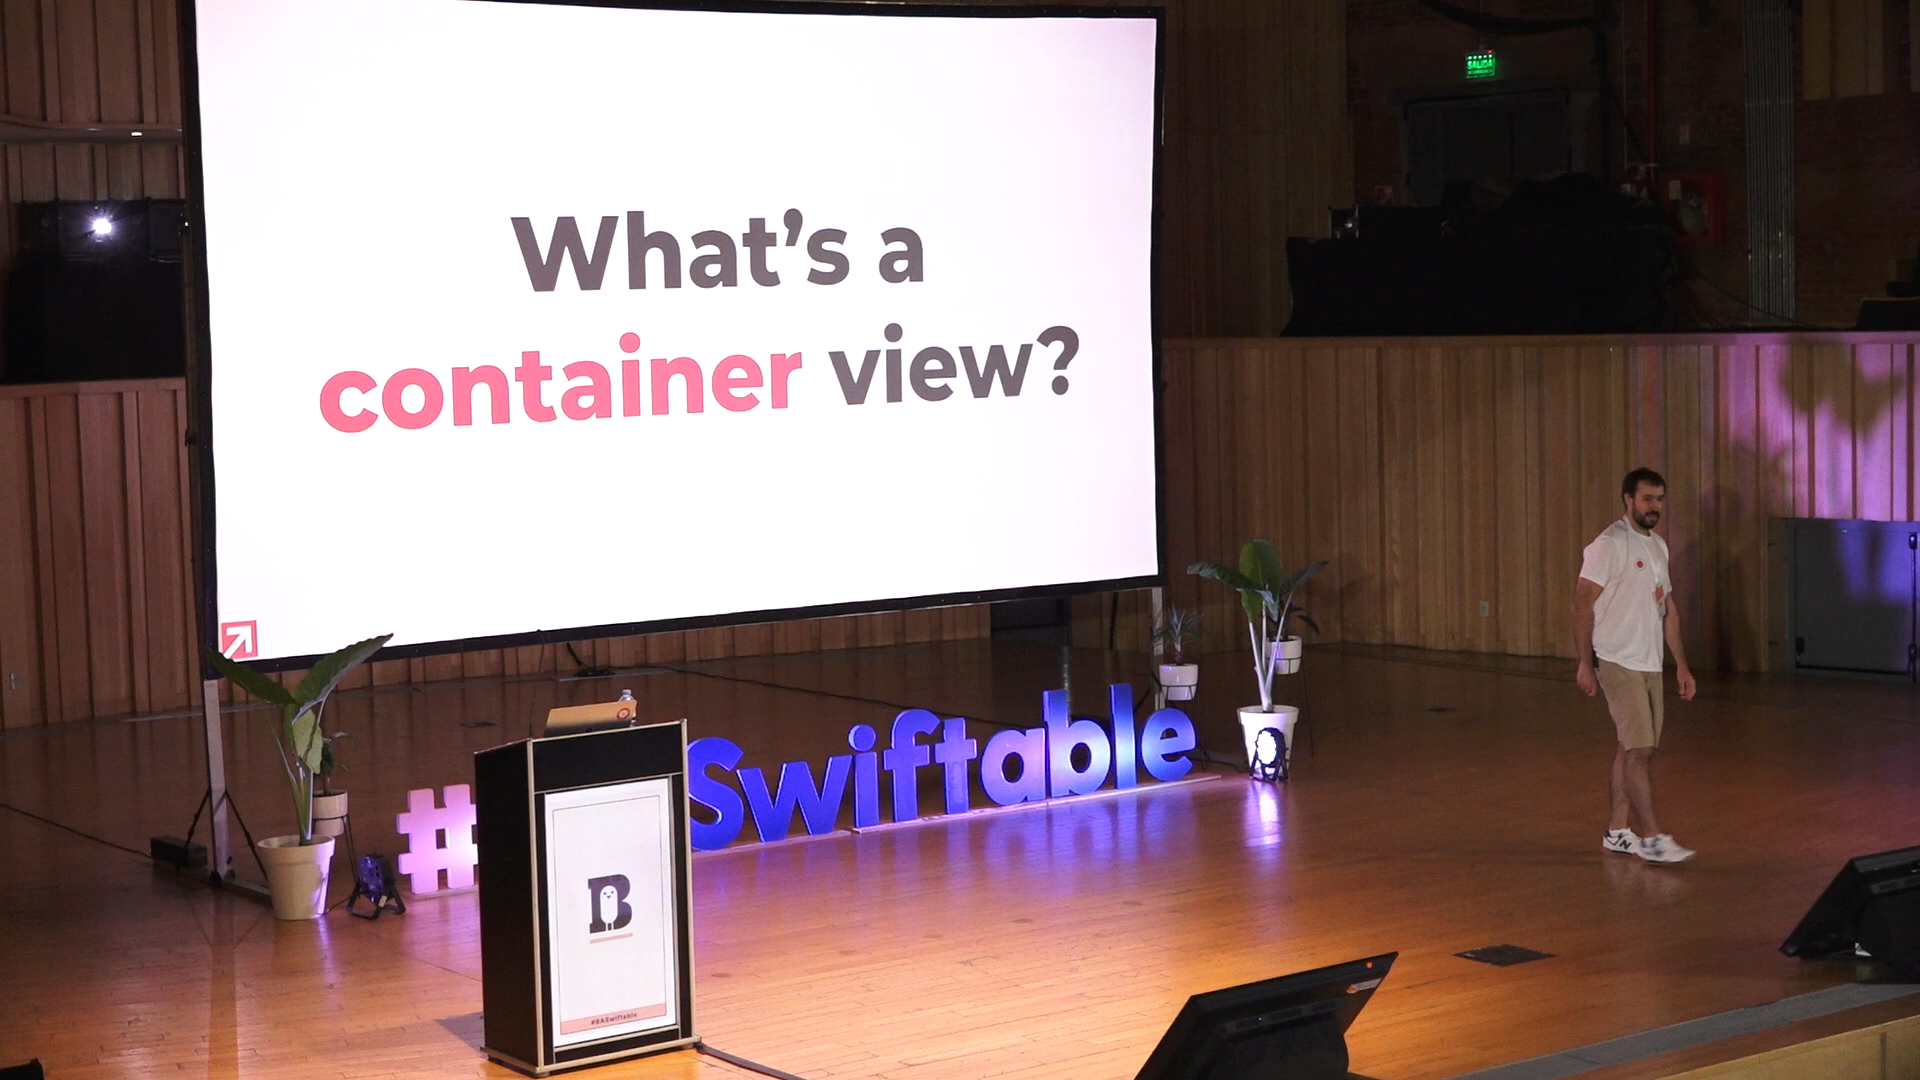 SALIDA
What's a
container view?
#
Swiftable
B
#BASwiftable
N